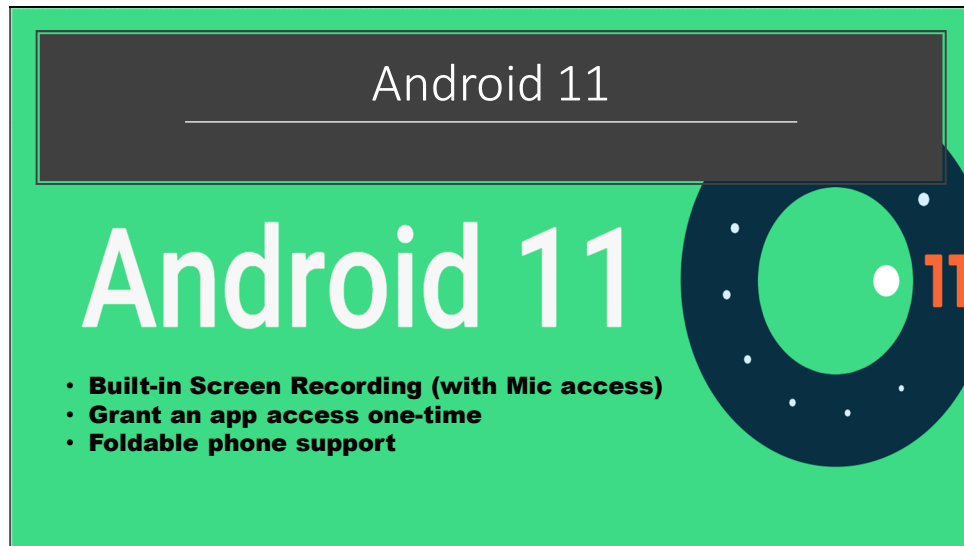 Android 11
Android 11
11
• Built-in Screen Recording (with Mic access)
• Grant an app access one-time
• Foldable phone support